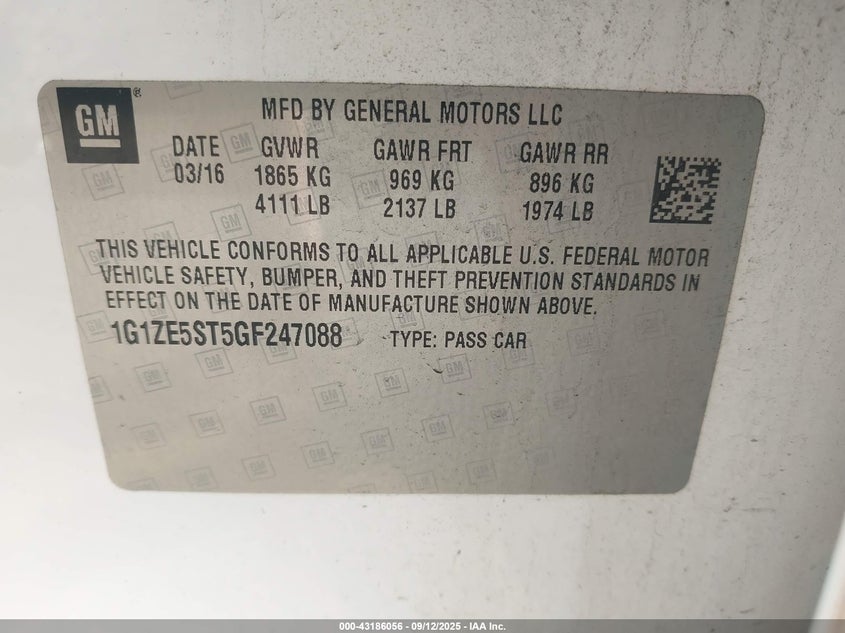 GM®
MFD BY GENERAL MOTORS LLC
DATE GVWR GAWR FRT GAWR RR
03/16 1865 KG 969 KG 896 KG
4111 LB 2137 LB 1974 LB
THIS VEHICLE CONFORMS TO ALL APPLICABLE U.S. FEDERAL MOTOR
VEHICLE SAFETY, BUMPER, AND THEFT PREVENTION STANDARDS IN
EFFECT ON THE DATE OF MANUFACTURE SHOWN ABOVE.
1G1ZE5ST5GF247088 TYPE: PASS CAR
000-43186056 - 09/12/2025 - IAA Inc.